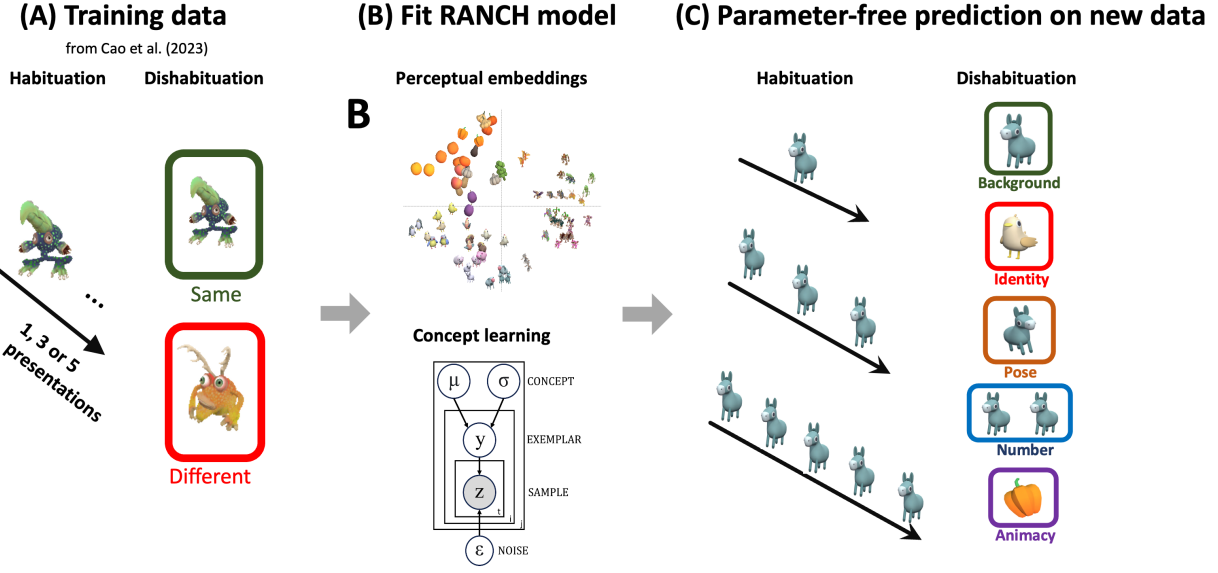 (A) Training data
from Cao et al. (2023)
Habituation
Dishabituation
...
1, 3 or 5
presentations
Same
Different
(B) Fit RANCH model
Perceptual embeddings
B
Concept learning
μ
σ
CONCEPT
y
EXEMPLAR
z
SAMPLE
t
i
j
ε
NOISE
(C) Parameter-free prediction on new data
Habituation
Dishabituation
Background
Identity
Pose
Number
Animacy